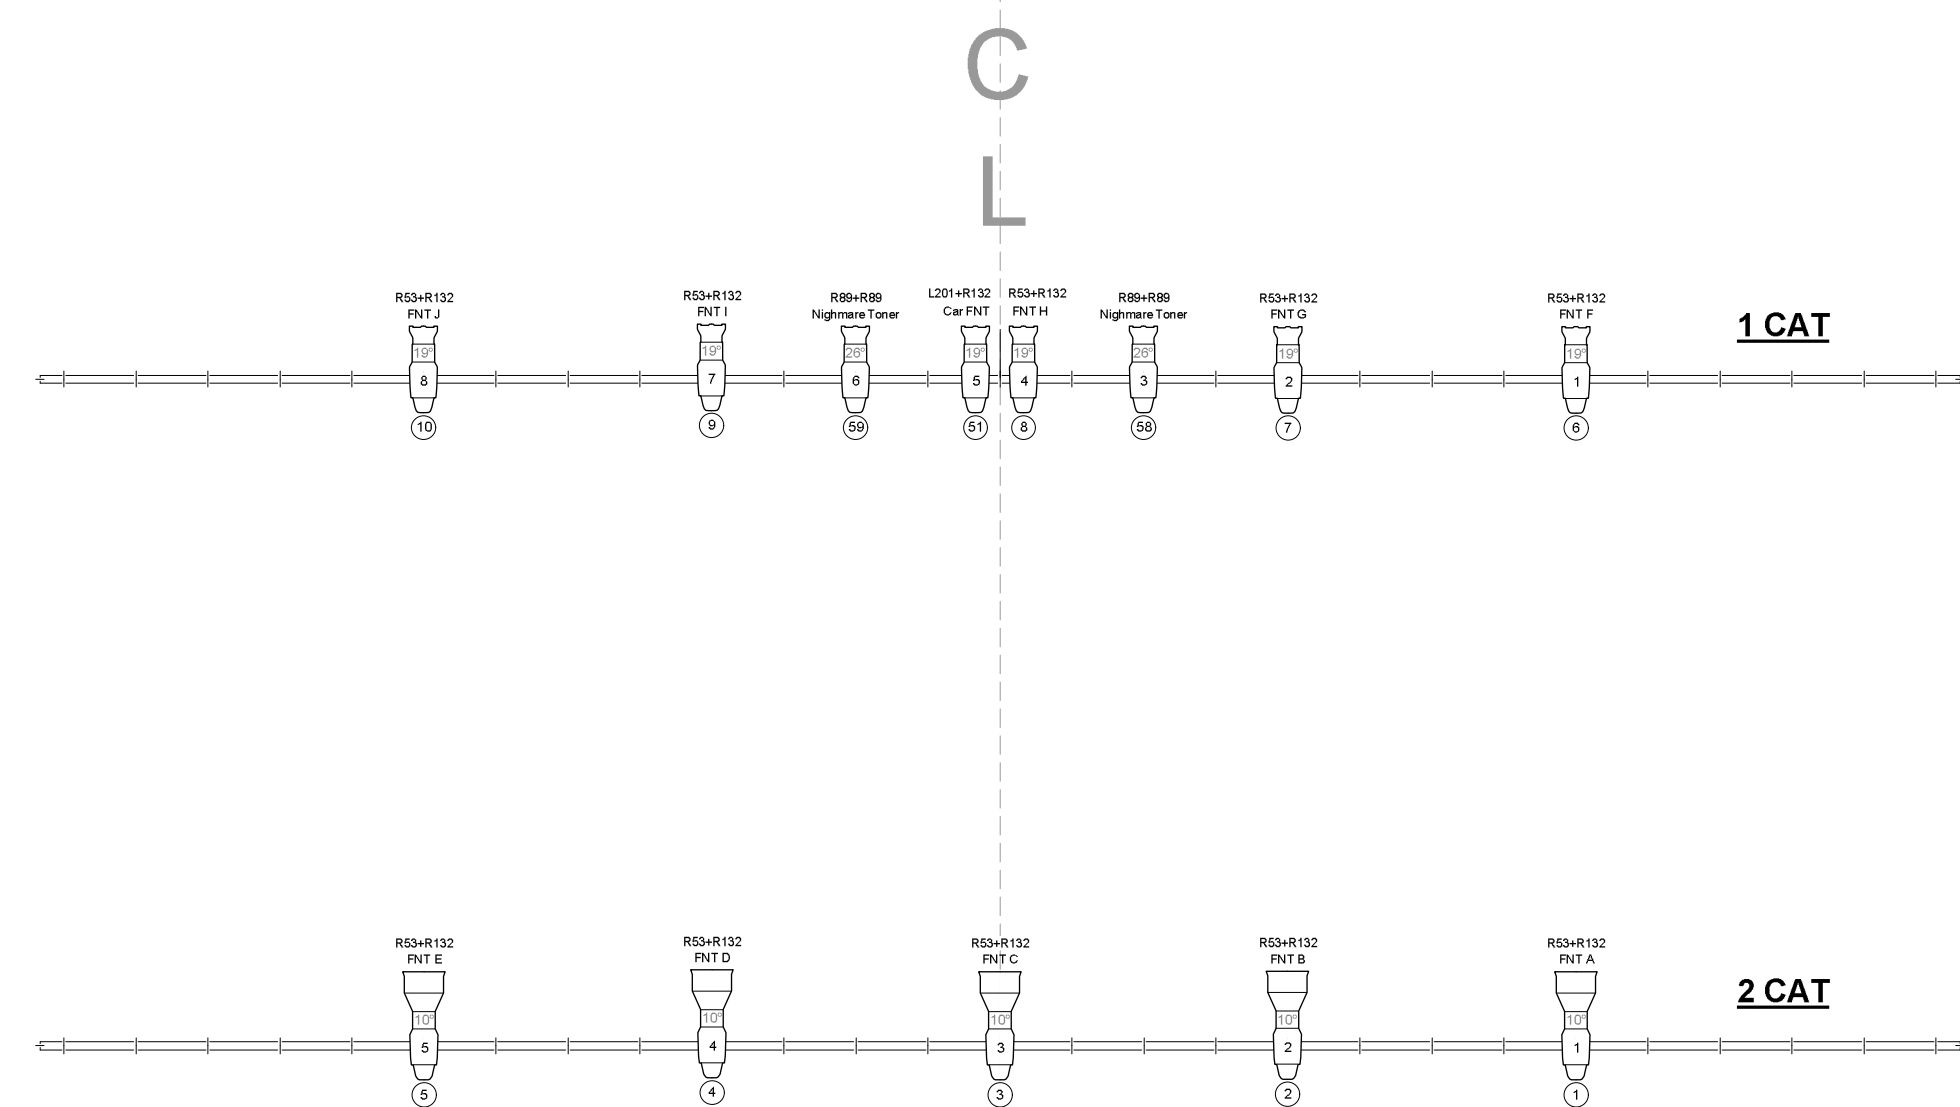 C
L
R53+R132
FNT J
19°
8
10
R53+R132
FNT I
19°
7
9
R89+R89
Nighmare Toner
26°
6
59
L201+R132
Car FNT
19°
5
51
R53+R132
FNT H
19°
4
8
R89+R89
Nighmare Toner
26°
3
58
R53+R132
FNT G
19°
2
7
R53+R132
FNT F
19°
1
6
1 CAT
R53+R132
FNT E
10°
5
5
R53+R132
FNT D
10°
4
4
R53+R132
FNT C
10°
3
3
R53+R132
FNT B
10°
2
2
R53+R132
FNT A
10°
1
1
2 CAT